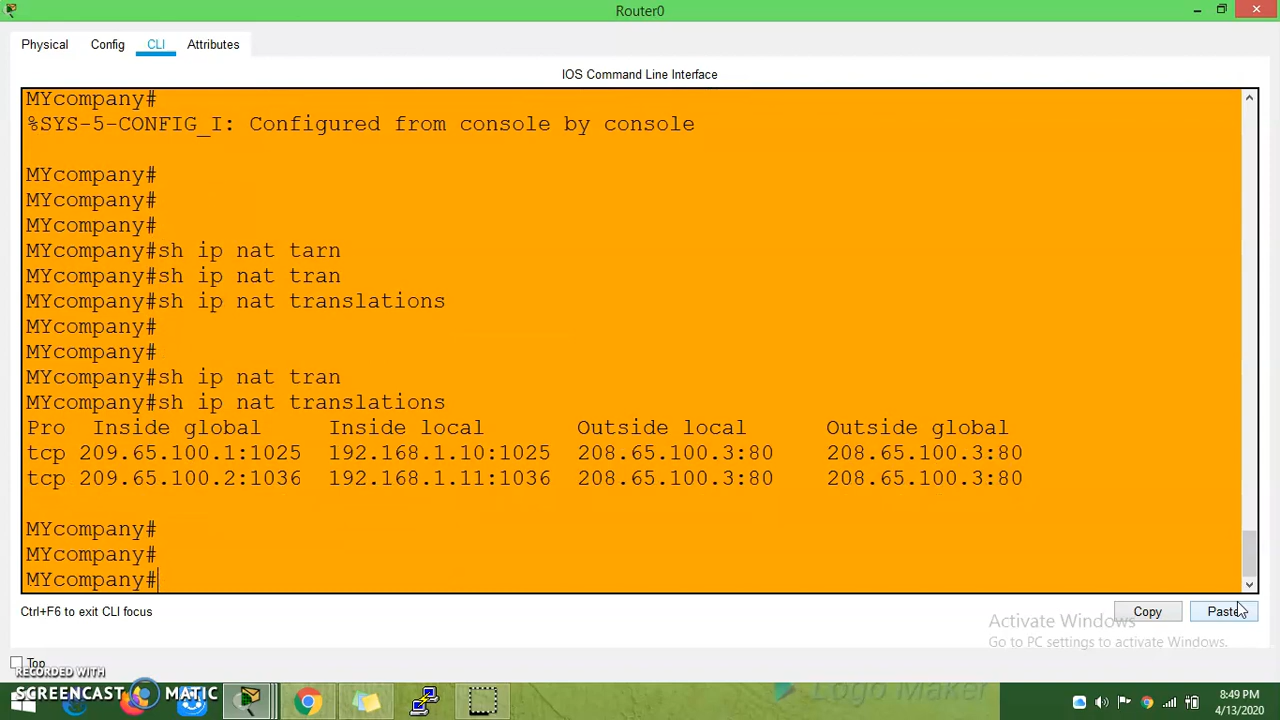 Router0
Physical Config CLI Attributes
IOS Command Line Interface
MYcompany#
%SYS-5-CONFIG_I: Configured from console by console
MYcompany#
MYcompany#
MYcompany#
MYcompany#sh ip nat tarn
MYcompany#sh ip nat tran
MYcompany#sh ip nat translations
MYcompany#
MYcompany#
MYcompany#sh ip nat tran
MYcompany#sh ip nat translations
Pro Inside global Inside local Outside local Outside global
tcp 209.65.100.1:1025 192.168.1.10:1025 208.65.100.3:80 208.65.100.3:80
tcp 209.65.100.2:1036 192.168.1.11:1036 208.65.100.3:80 208.65.100.3:80
MYcompany#
MYcompany#
MYcompany#
Ctrl+F6 to exit CLI focus
Copy Paste
Activate Windows
Go to PC settings to activate Windows.
Top
RECORDED WITH
SCREENCAST MATIC
Logo Maker
8:49 PM
4/13/2020